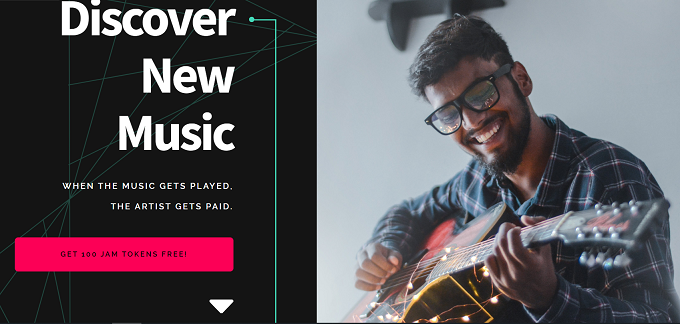 Discover
New
Music
WHEN THE MUSIC GETS PLAYED,
THE ARTIST GETS PAID.
GET 100 JAM TOKENS FREE!